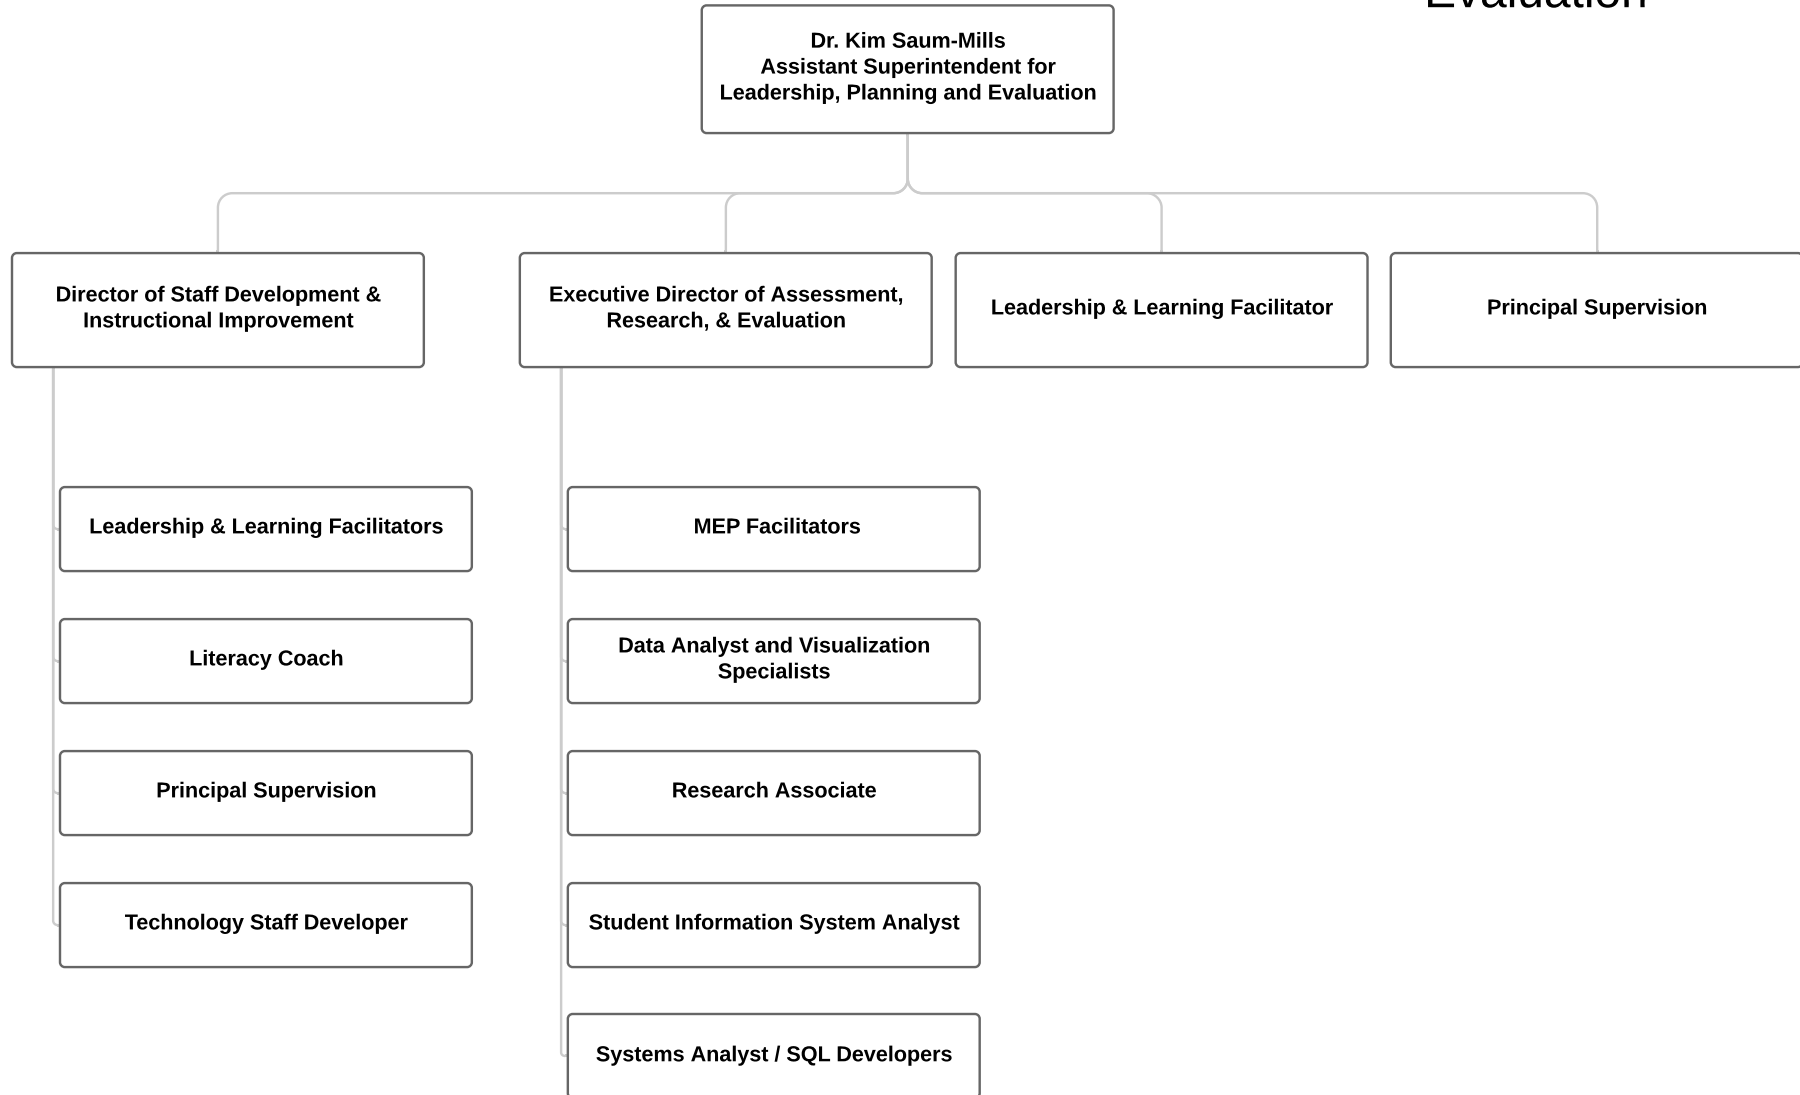 Evaluation
Dr. Kim Saum-Mills
Assistant Superintendent for
Leadership, Planning and Evaluation
Director of Staff Development &
Instructional Improvement
Executive Director of Assessment,
Research, & Evaluation
Leadership & Learning Facilitator
Principal Supervision
Leadership & Learning Facilitators
Literacy Coach
Principal Supervision
Technology Staff Developer
MEP Facilitators
Data Analyst and Visualization
Specialists
Research Associate
Student Information System Analyst
Systems Analyst / SQL Developers